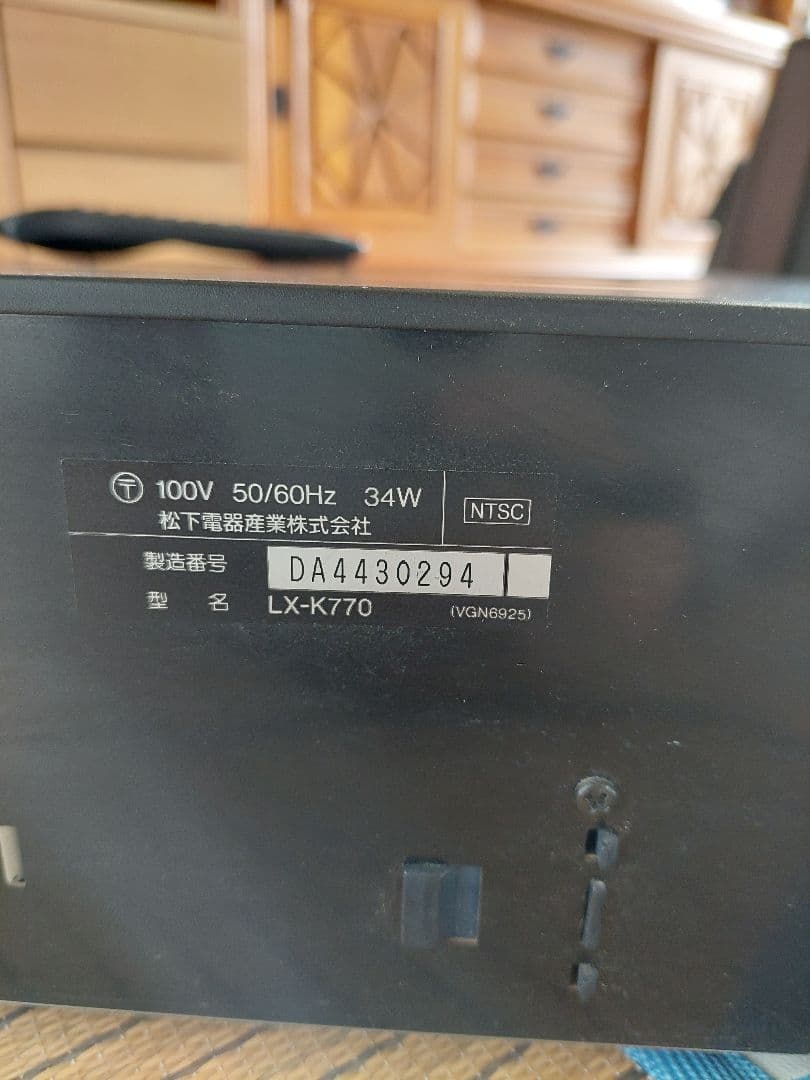 〒 100V 50/60Hz 34W
松下電器産業株式会社
NTSC
製造番号 DA4430294
型名 LX-K770 (VGN6925)